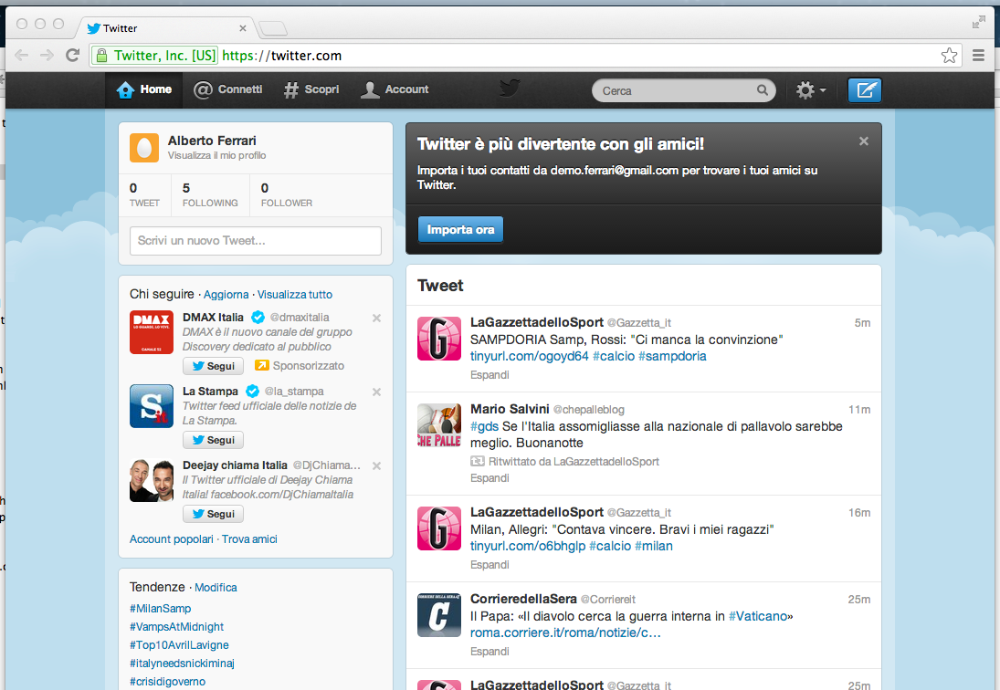 Twitter
Twitter, Inc. [US] https://twitter.com
Home
Connetti
Scopri
Account
Cerca
Alberto Ferrari
Visualizza il mio profilo
0
TWEET
5
FOLLOWING
0
FOLLOWER
Scrivi un nuovo Tweet...
Chi seguire · Aggiorna · Visualizza tutto
DMAX
CANALE 52
DMAX Italia @dmaxitalia
DMAX è il nuovo canale del gruppo
Discovery dedicato al pubblico
Segui
Sponsorizzato
S
it
La Stampa @la_stampa
Twitter feed ufficiale delle notizie de
La Stampa.
Segui
Deejay chiama Italia @DjChiama...
Il Twitter ufficiale di Deejay Chiama
Italia! facebook.com/DjChiamaItalia
Segui
Account popolari · Trova amici
Tendenze · Modifica
#MilanSamp
#VampsAtMidnight
#Top10AvrilLavigne
#italyneedsnickiminaj
#crisidigoverno
Twitter è più divertente con gli amici!
Importa i tuoi contatti da demo.ferrari@gmail.com per trovare i tuoi amici su
Twitter.
Importa ora
Tweet
G
LaGazzettadelloSport @Gazzetta_it 5m
SAMPDORIA Samp, Rossi: "Ci manca la convinzione"
tinyurl.com/ogoyd64 #calcio #sampdoria
Espandi
CHE PALLE
Mario Salvini @chepalleblog 11m
#gds Se l'Italia assomigliasse alla nazionale di pallavolo sarebbe
meglio. Buonanotte
Ritwittato da LaGazzettadelloSport
Espandi
G
LaGazzettadelloSport @Gazzetta_it 16m
Milan, Allegri: "Contava vincere. Bravi i miei ragazzi"
tinyurl.com/o6bhglp #calcio #milan
Espandi
CORRIERE DELLA SERA
C
CorrieredellaSera @Corriereit 25m
Il Papa: «Il diavolo cerca la guerra interna in #Vaticano»
roma.corriere.it/roma/notizie/c…
Espandi
LaGazzettadelloSport @Gazzetta_it 25m